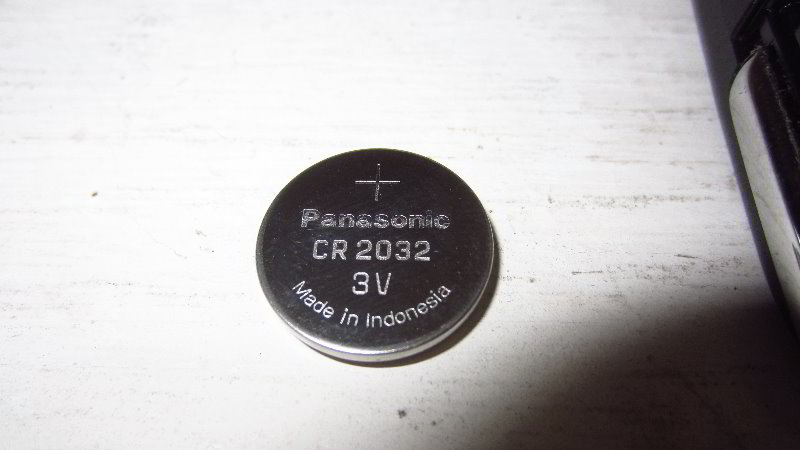 +
Panasonic
CR 2032
3V
Made in Indonesia